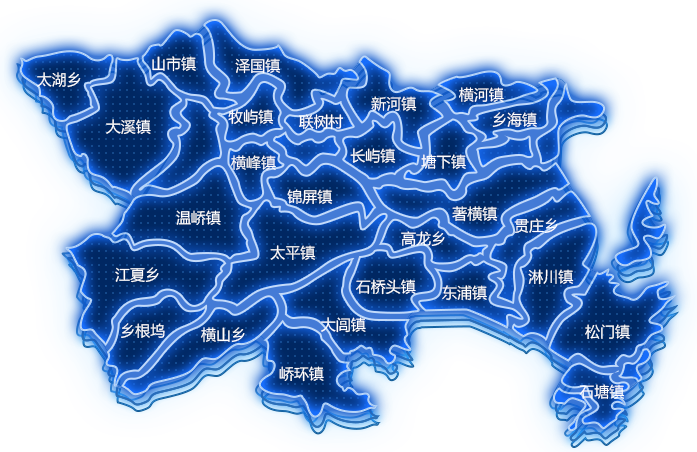 山市镇
泽国镇
太湖乡
横河镇
新河镇
牧屿镇
联树村
乡海镇
大溪镇
长屿镇
横峰镇
塘下镇
锦屏镇
温峤镇
著横镇
贯庄乡
高龙乡
太平镇
江夏乡
淋川镇
石桥头镇
东浦镇
大闾镇
乡根坞
横山乡
松门镇
峤环镇
石塘镇